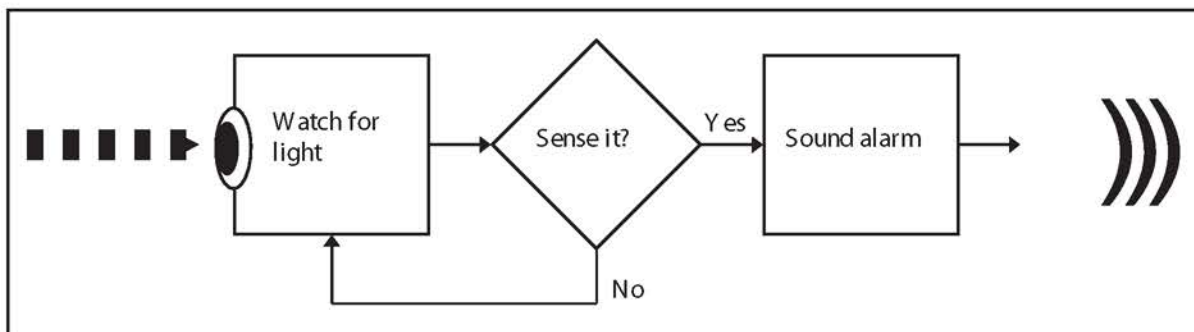 Watch for
light
Sense it?
Yes
Sound alarm
No